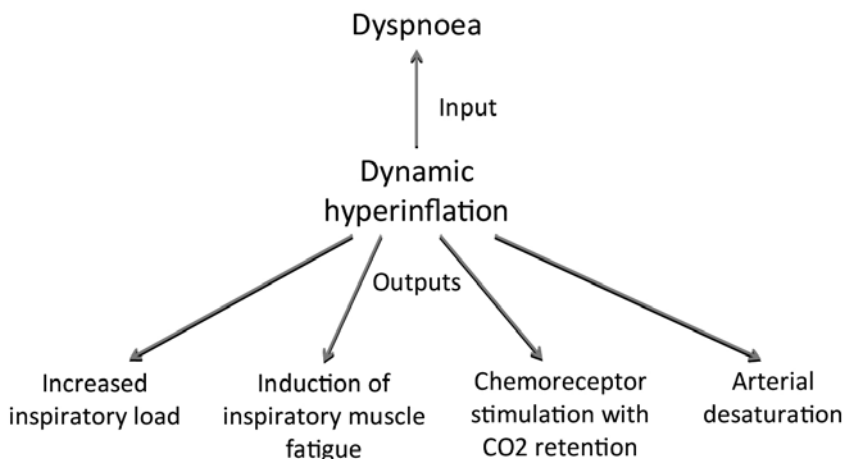 Dyspnoea
Input
Dynamic
hyperinflation
Outputs
Increased
inspiratory load
Induction of
inspiratory muscle
fatigue
Chemoreceptor
stimulation with
CO2 retention
Arterial
desaturation